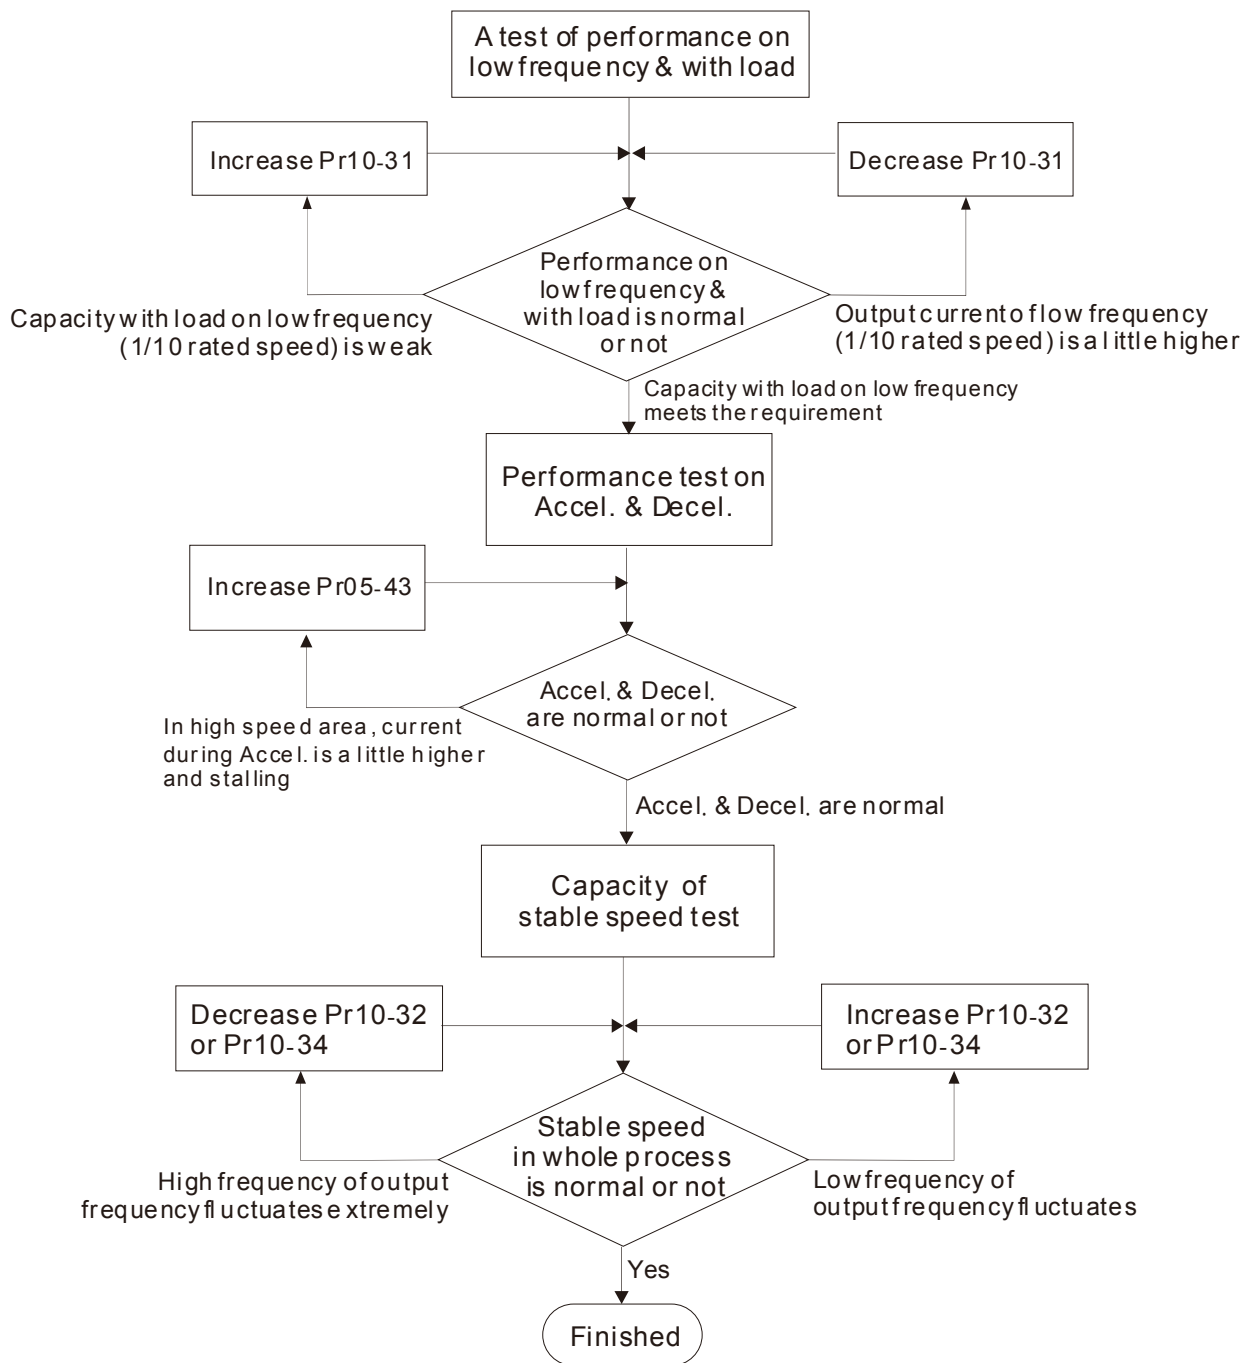 A test of performance on
low frequency & with load
Increase Pr10-31
Decrease Pr10-31
Performance on
low frequency &
with load is normal
or not
Capacity with load on low frequency
(1/10 rated speed) is weak
Output current of low frequency
(1/10 rated speed) is a little higher
Capacity with load on low frequency
meets the requirement
Performance test on
Accel. & Decel.
Increase Pr05-43
Accel. & Decel.
are normal or not
In high speed area, current
during Accel. is a little higher
and stalling
Accel. & Decel. are normal
Capacity of
stable speed test
Decrease Pr10-32
or Pr10-34
Increase Pr10-32
or Pr10-34
Stable speed
in whole process
is normal or not
High frequency of output
frequency fluctuates extremely
Low frequency of
output frequency fluctuates
Yes
Finished